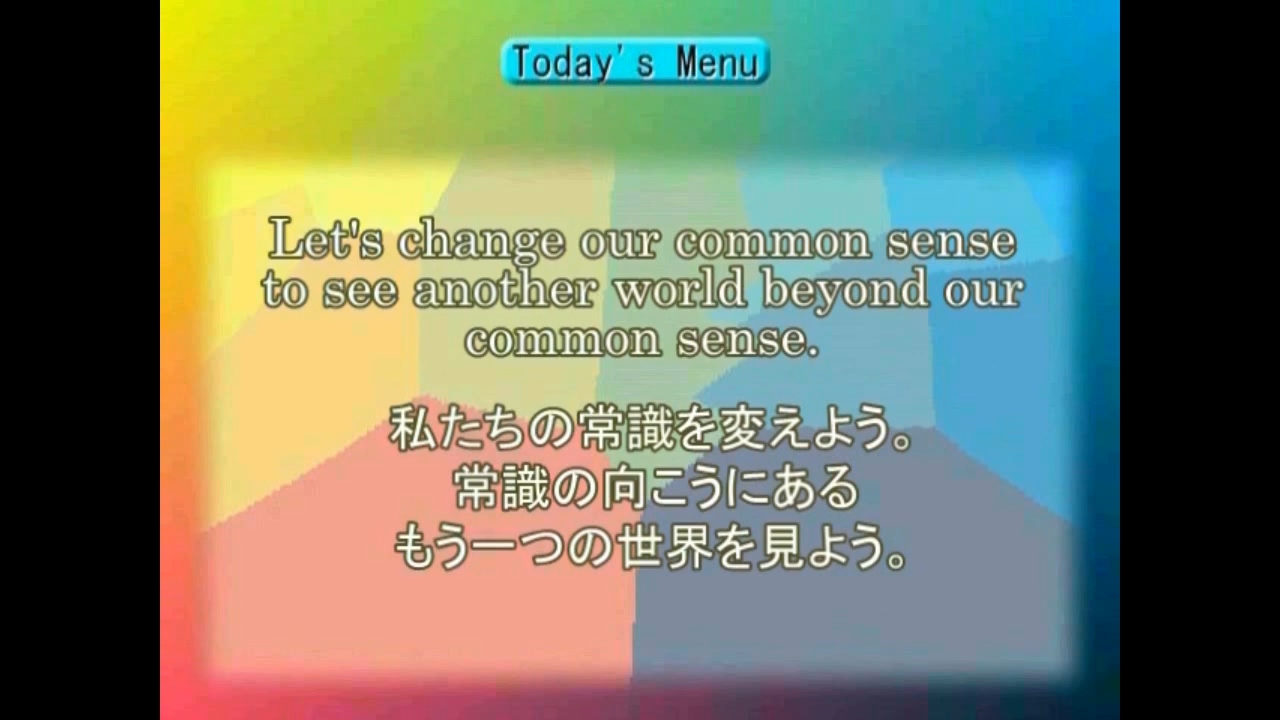 Today's Menu
Let's change our common sense
to see another world beyond our
common sense.
私たちの常識を変えよう。
常識の向こうにある
もう一つの世界を見よう。